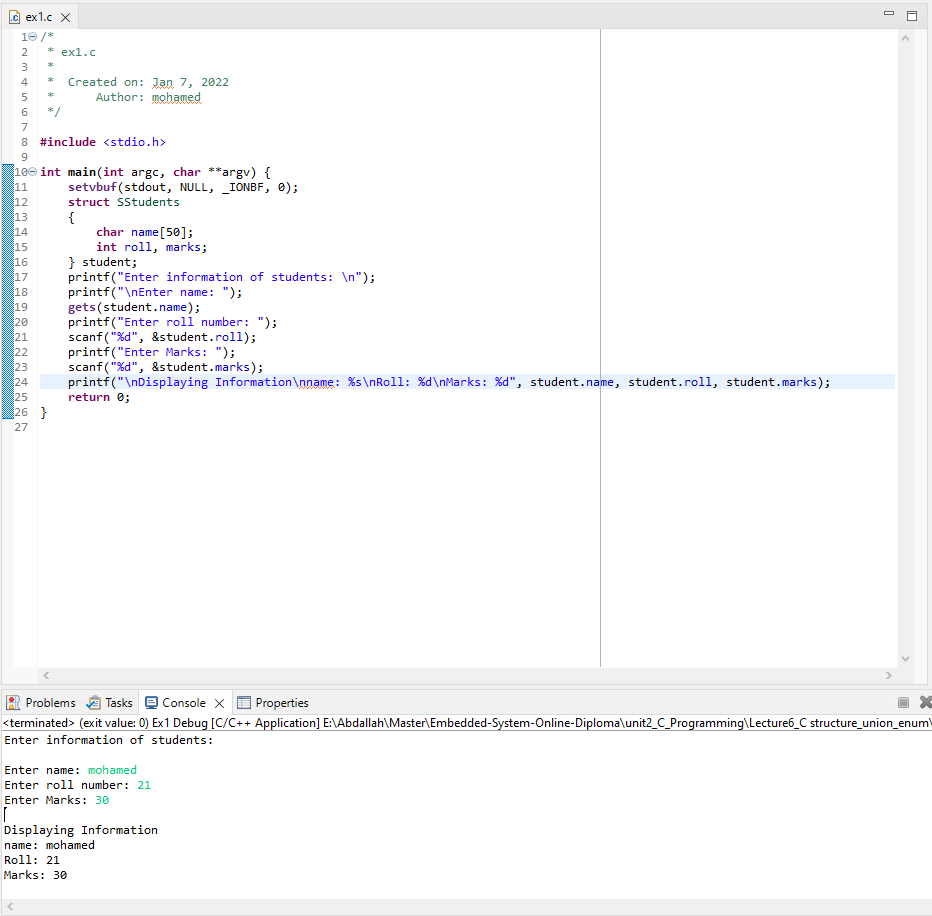 ex1.c
1 /*
2  * ex1.c
3  *
4  *  Created on: Jan 7, 2022
5  *      Author: mohamed
6  */
7
8 #include <stdio.h>
9
10 int main(int argc, char **argv) {
11     setvbuf(stdout, NULL, _IONBF, 0);
12     struct SStudents
13     {
14         char name[50];
15         int roll, marks;
16     } student;
17     printf("Enter information of students: \n");
18     printf("\nEnter name: ");
19     gets(student.name);
20     printf("Enter roll number: ");
21     scanf("%d", &student.roll);
22     printf("Enter Marks: ");
23     scanf("%d", &student.marks);
24     printf("\nDisplaying Information\nname: %s\nRoll: %d\nMarks: %d", student.name, student.roll, student.marks);
25     return 0;
26 }
27
Problems Tasks Console Properties
<terminated> (exit value: 0) Ex1 Debug [C/C++ Application] E:\Abdallah\Master\Embedded-System-Online-Diploma\unit2_C_Programming\Lecture6_C structure_union_enum\
Enter information of students:
Enter name: mohamed
Enter roll number: 21
Enter Marks: 30
Displaying Information
name: mohamed
Roll: 21
Marks: 30